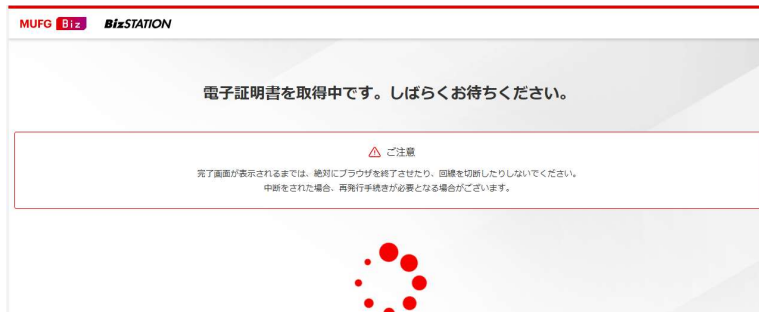 MUFG Biz BizSTATION
電子証明書を取得中です。しばらくお待ちください。
ご注意
完了画面が表示されるまでは、絶対にブラウザを終了させたり、回線を切断したりしないでください。
中断をされた場合、再発行手続きが必要となる場合がございます。